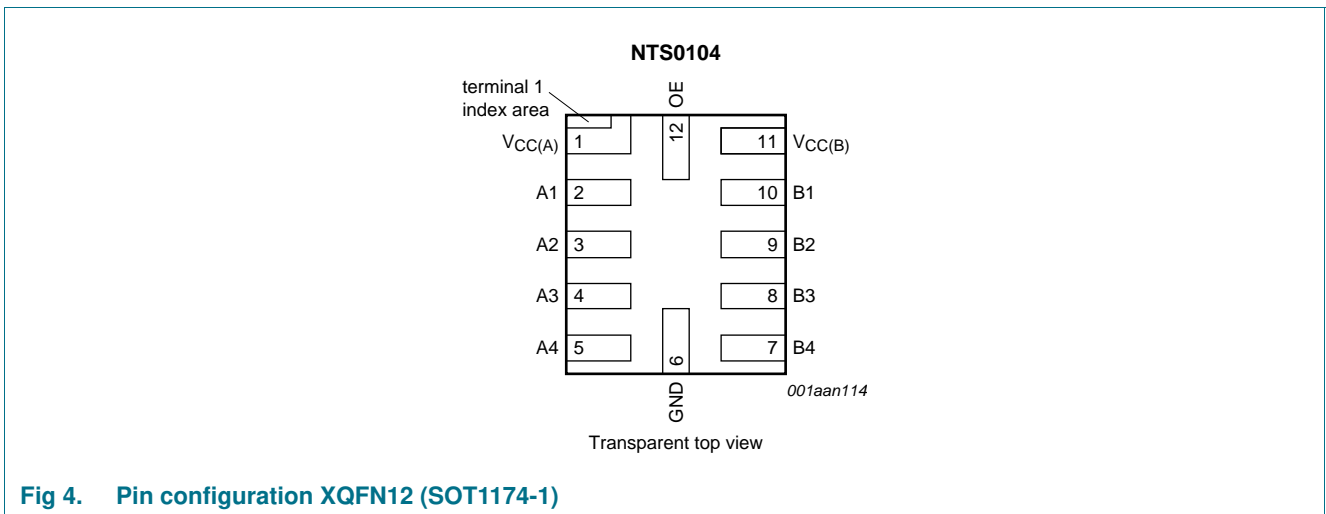 NTS0104
terminal 1
index area
OE
12
VCC(A) 1
11 VCC(B)
A1 2
10 B1
A2 3
9 B2
A3 4
8 B3
A4 5
7 B4
6
GND
001aan114
Transparent top view
Fig 4. Pin configuration XQFN12 (SOT1174-1)